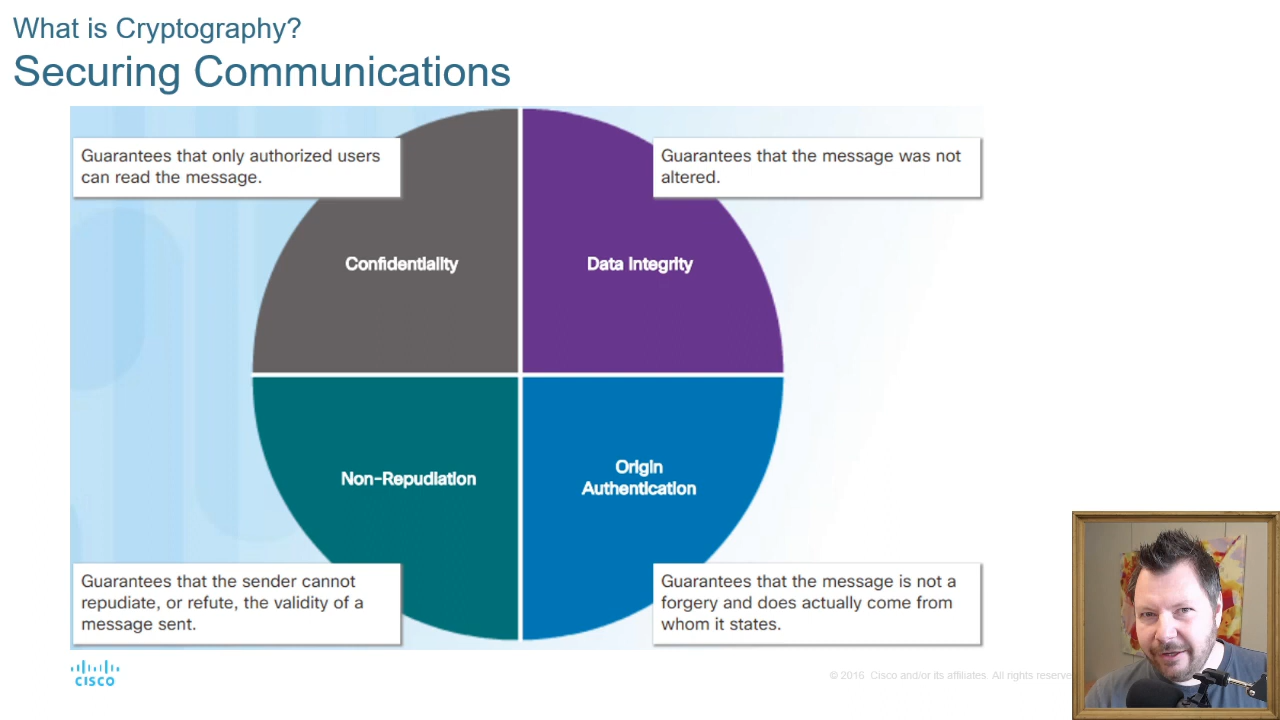 What is Cryptography?
Securing Communications
Guarantees that only authorized users
can read the message.
Guarantees that the message was not
altered.
Confidentiality
Data Integrity
Non-Repudiation
Origin
Authentication
Guarantees that the sender cannot
repudiate, or refute, the validity of a
message sent.
Guarantees that the message is not a
forgery and does actually come from
whom it states.
CISCO
© 2016 Cisco and/or its affiliates. All rights reserve